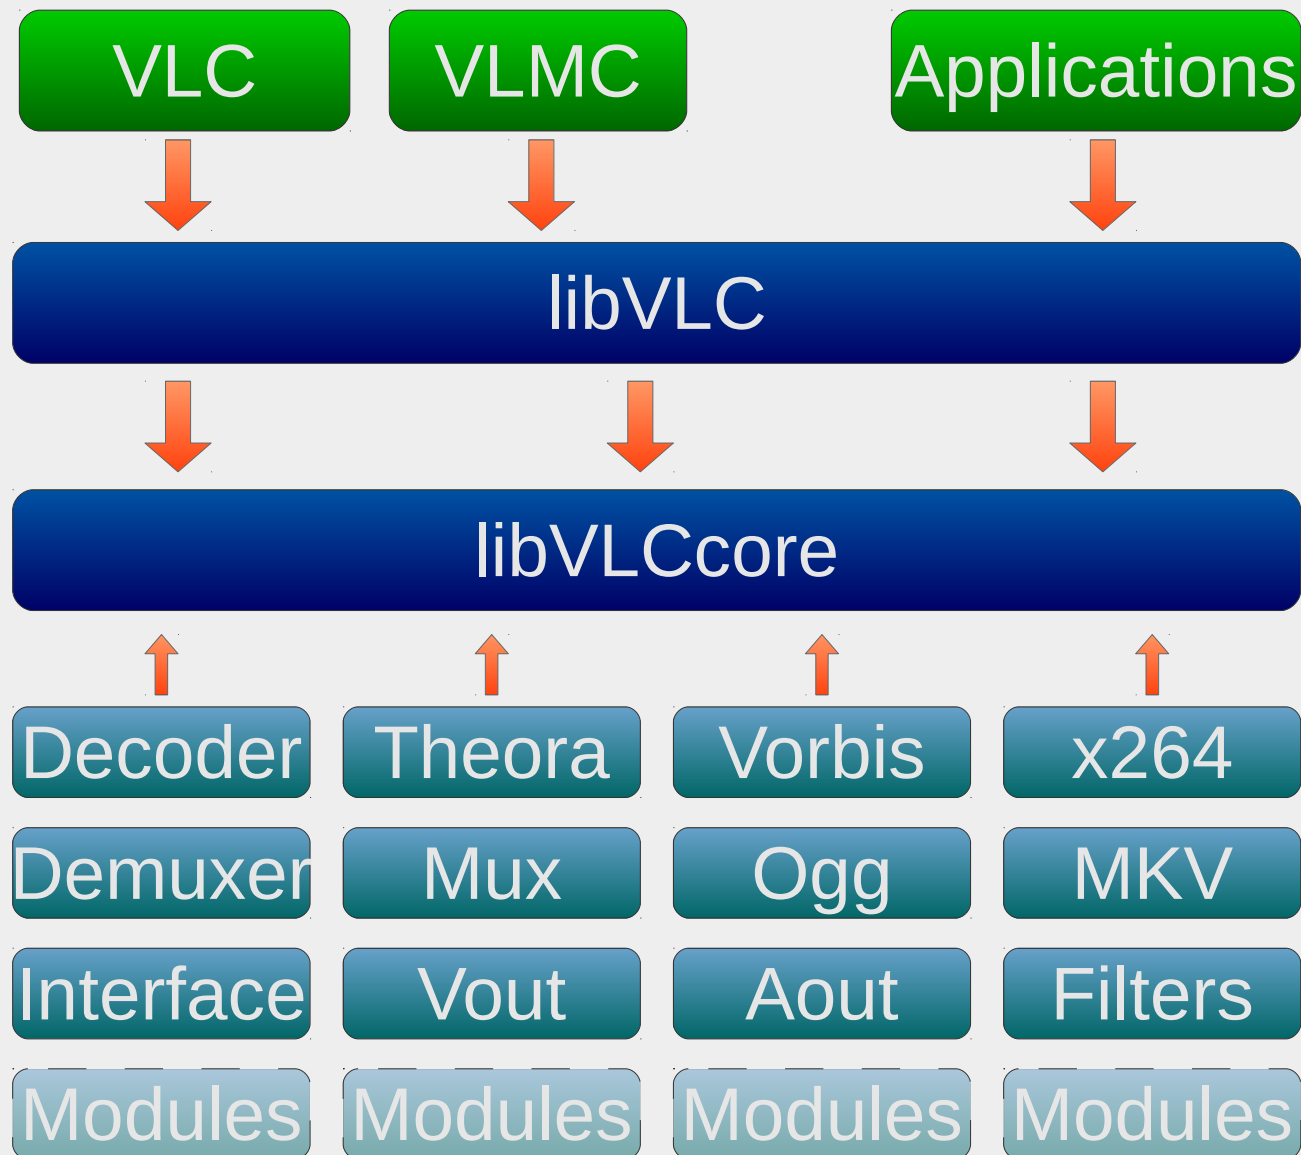 VLC VLMC Applications
libVLC
libVLCcore
Decoder Theora Vorbis x264
Demuxer Mux Ogg MKV
Interface Vout Aout Filters
Modules Modules Modules Modules